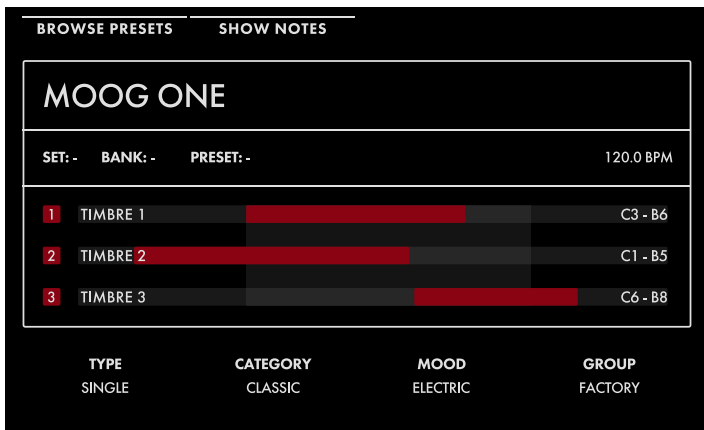 BROWSE PRESETS SHOW NOTES
MOOG ONE
SET: - BANK: - PRESET: - 120.0 BPM
1 TIMBRE 1 C3 - B6
2 TIMBRE 2 C1 - B5
3 TIMBRE 3 C6 - B8
TYPE CATEGORY MOOD GROUP
SINGLE CLASSIC ELECTRIC FACTORY